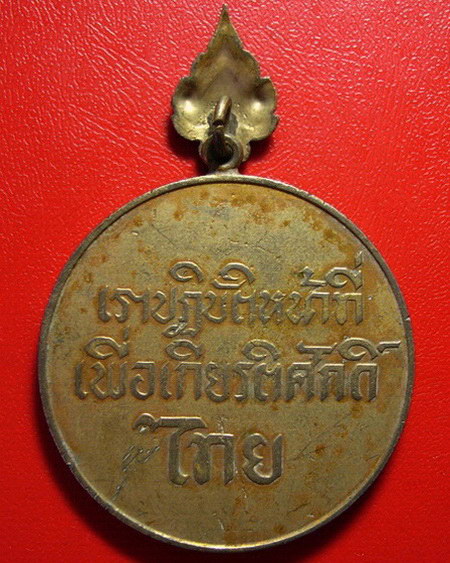 เราปฏิบัติหน้าที่
เพื่อเกียรติศักดิ์
ไทย